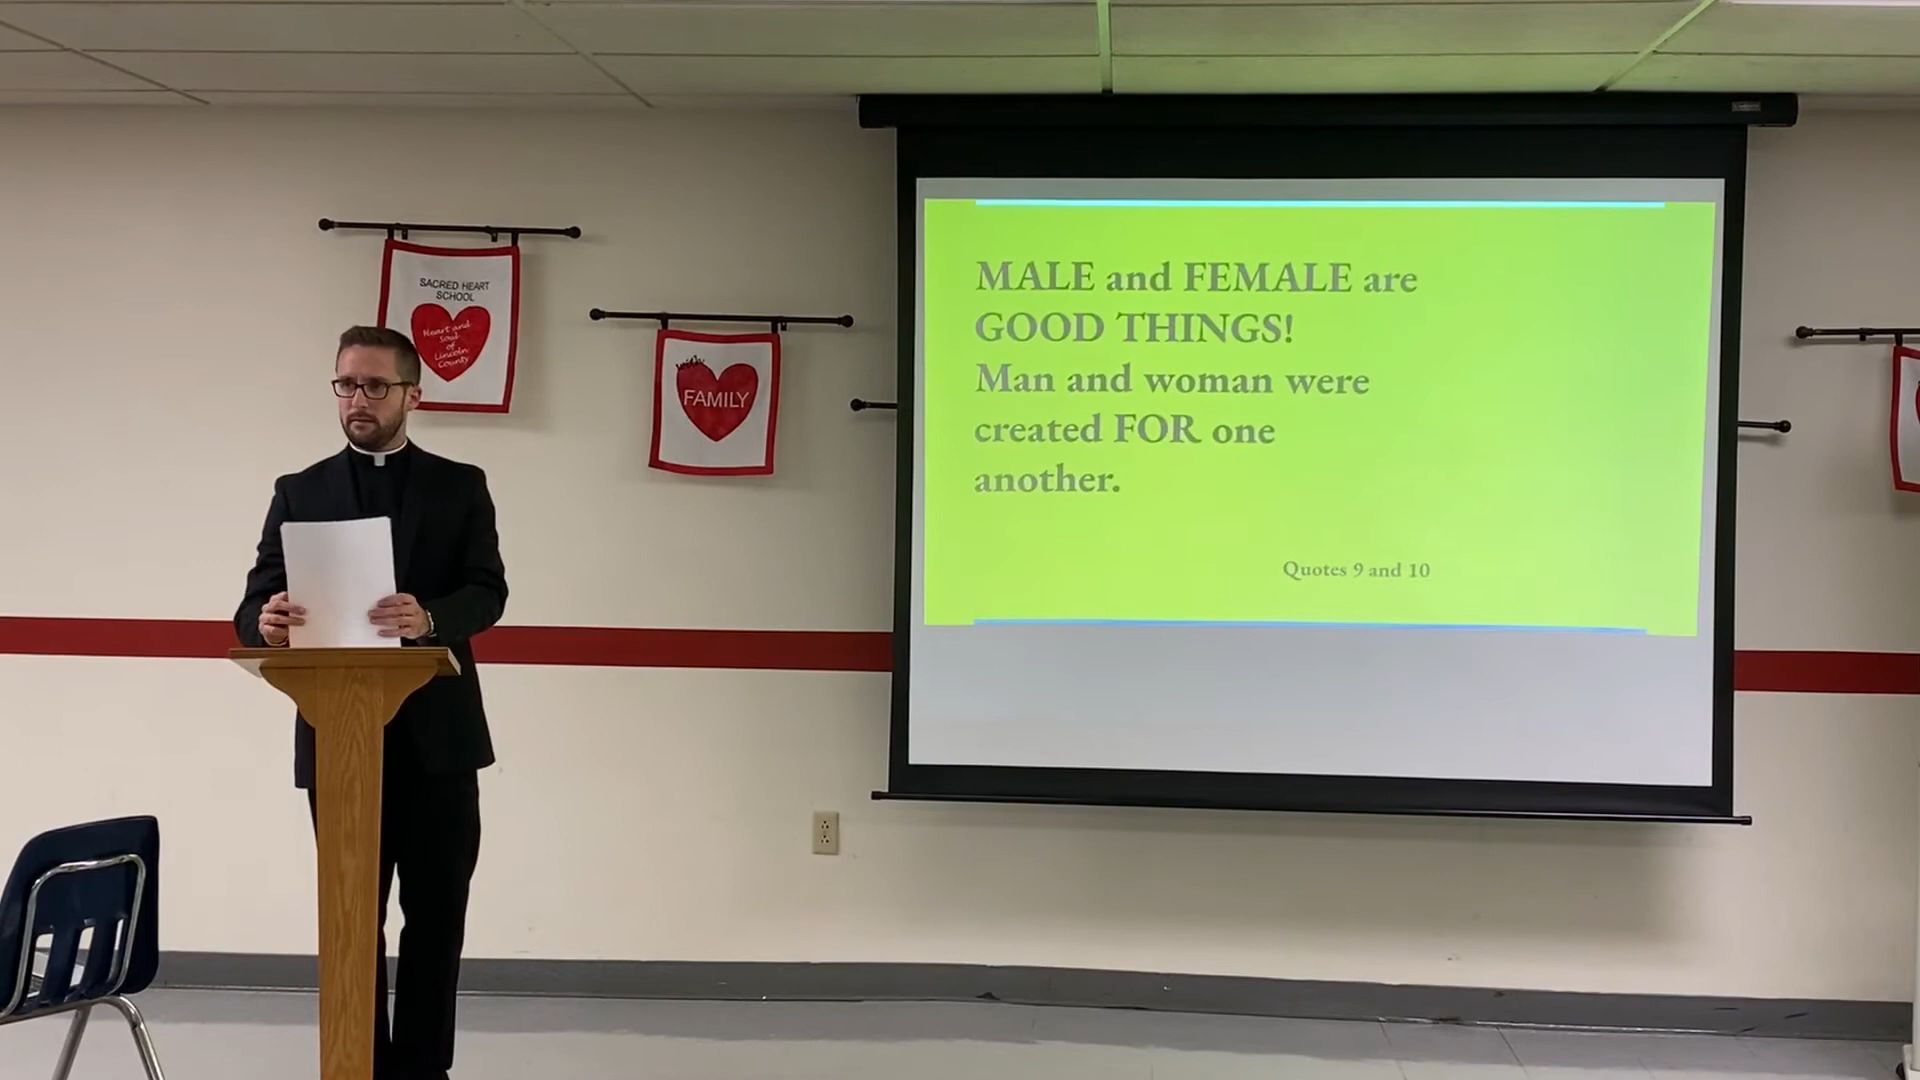 SACRED HEART
SCHOOL
Heart and
Soul
of
Lincoln
County
with
FAMILY
MALE and FEMALE are
GOOD THINGS!
Man and woman were
created FOR one
another.
Quotes 9 and 10